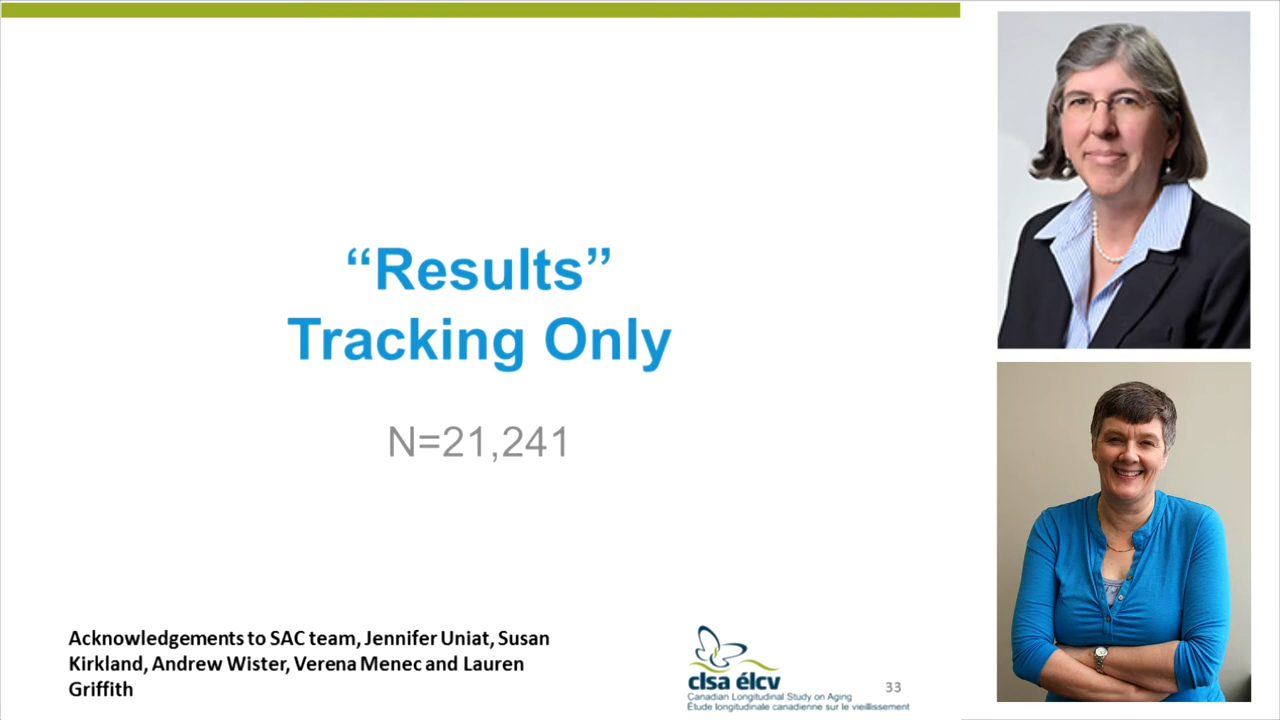 “Results”
Tracking Only
N=21,241
Acknowledgements to SAC team, Jennifer Uniat, Susan
Kirkland, Andrew Wister, Verena Menec and Lauren
Griffith
clsa élcv
Canadian Longitudinal Study on Aging
Étude longitudinale canadienne sur le vieillissement
33